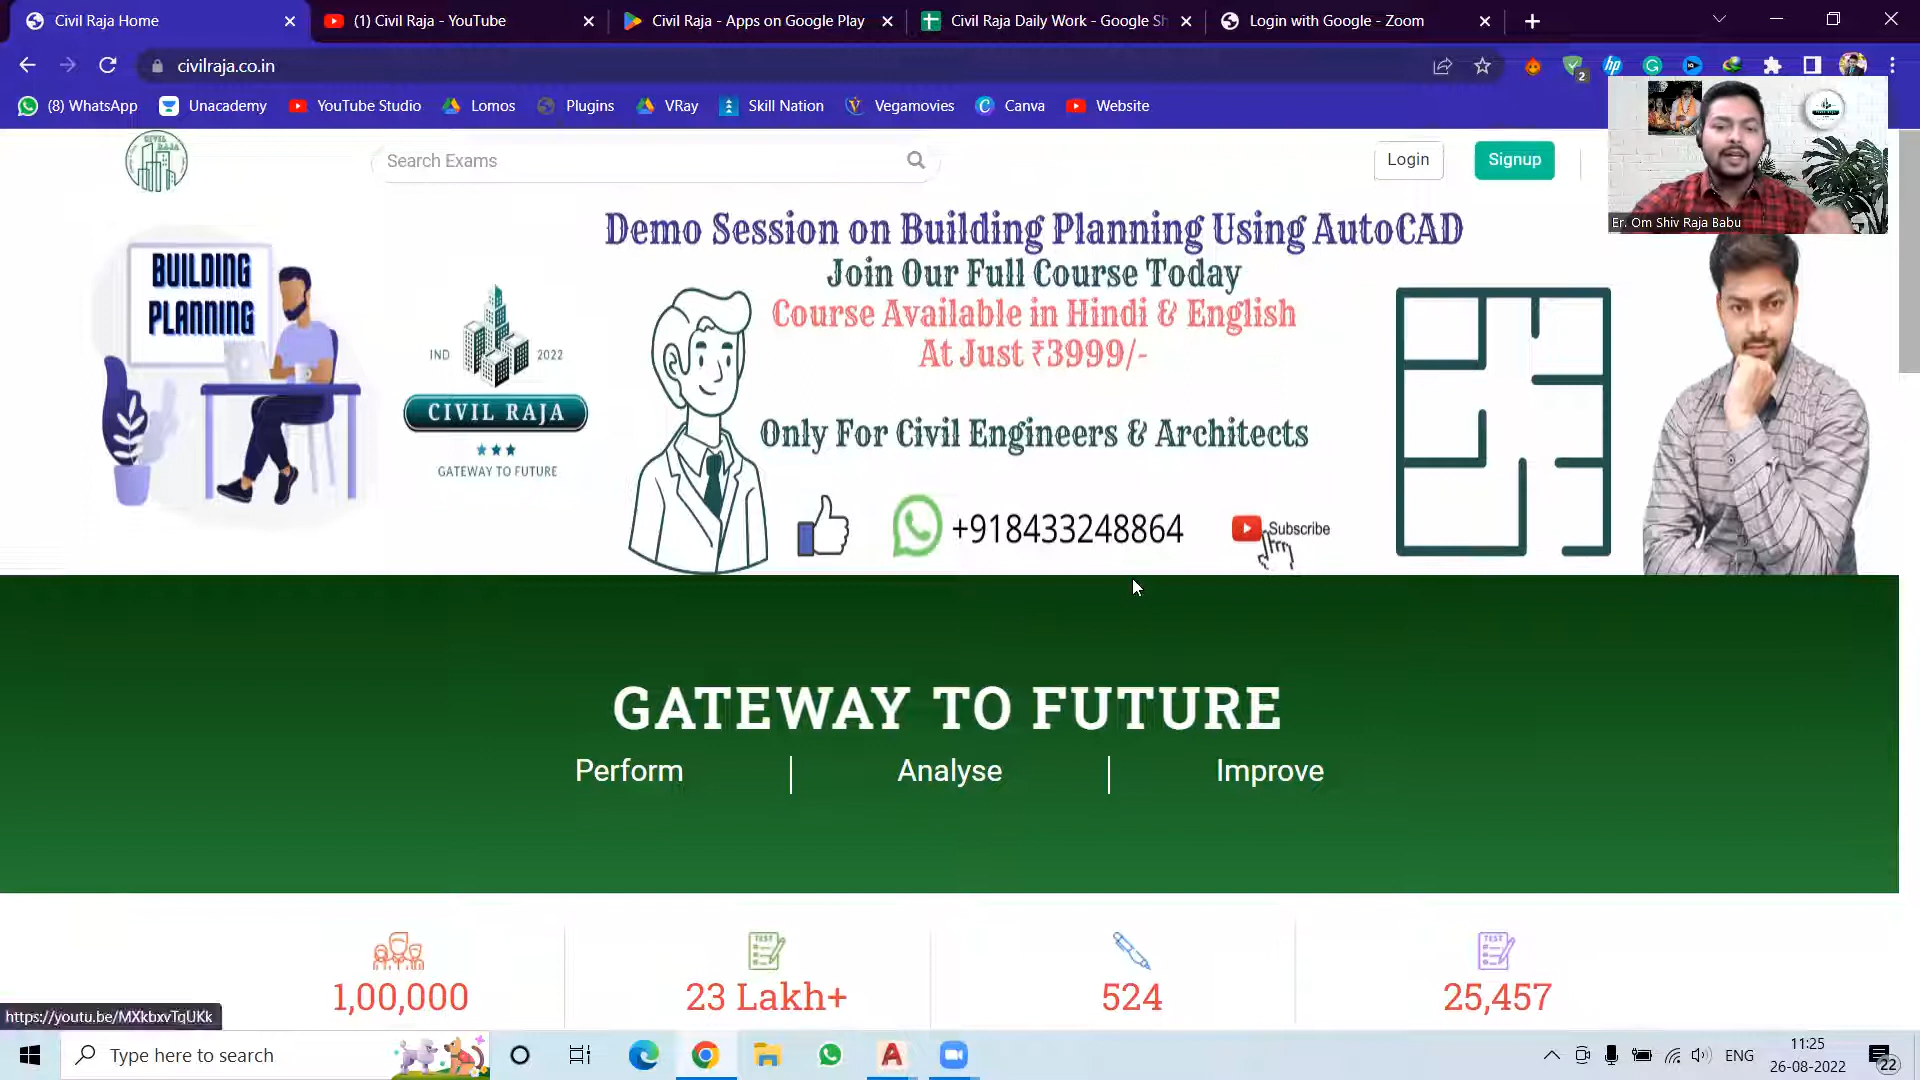 Civil Raja Home
(1) Civil Raja - YouTube
Civil Raja - Apps on Google Play
Civil Raja Daily Work - Google Sh
Login with Google - Zoom
civilraja.co.in
2
(8) WhatsApp
Unacademy
YouTube Studio
Lomos
Plugins
VRay
Skill Nation
Vegamovies
Canva
Website
CIVIL RAJA
Search Exams
Login
Signup
Er. Om Shiv Raja Babu
BUILDING
PLANNING
IND 2022
CIVIL RAJA
GATEWAY TO FUTURE
Demo Session on Building Planning Using AutoCAD
Join Our Full Course Today
Course Available in Hindi & English
At Just ₹3999/-
Only For Civil Engineers & Architects
+918433248864
Subscribe
GATEWAY TO FUTURE
Perform
Analyse
Improve
TEST
TEST
1,00,000
23 Lakh+
524
25,457
https://youtu.be/MXkbxvTqUKk
Type here to search
ENG
11:25
26-08-2022
22